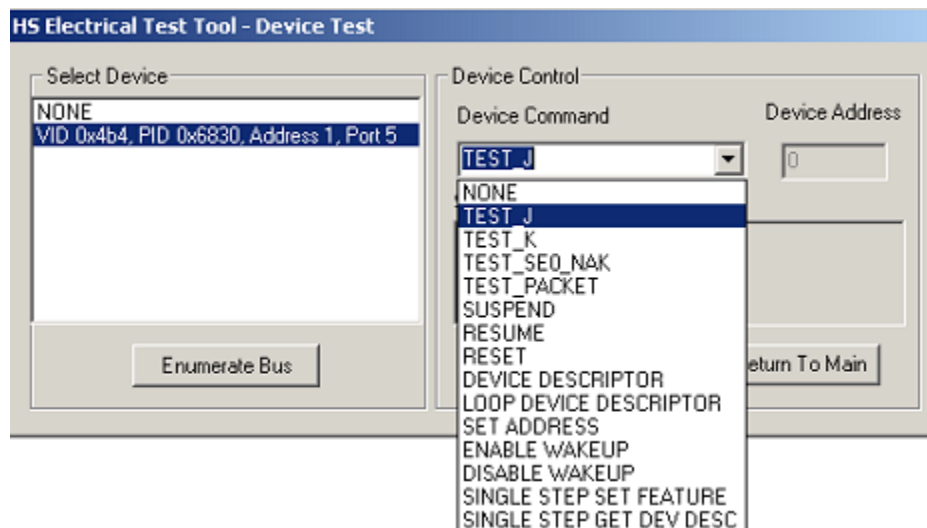 HS Electrical Test Tool - Device Test
Select Device
NONE
VID 0x4b4, PID 0x6830, Address 1, Port 5
Enumerate Bus
Device Control
Device Command
Device Address
TEST_J
0
NONE
TEST_J
TEST_K
TEST_SE0_NAK
TEST_PACKET
SUSPEND
RESUME
RESET
DEVICE DESCRIPTOR
LOOP DEVICE DESCRIPTOR
SET ADDRESS
ENABLE WAKEUP
DISABLE WAKEUP
SINGLE STEP SET FEATURE
SINGLE STEP GET DEV DESC
eturn To Main